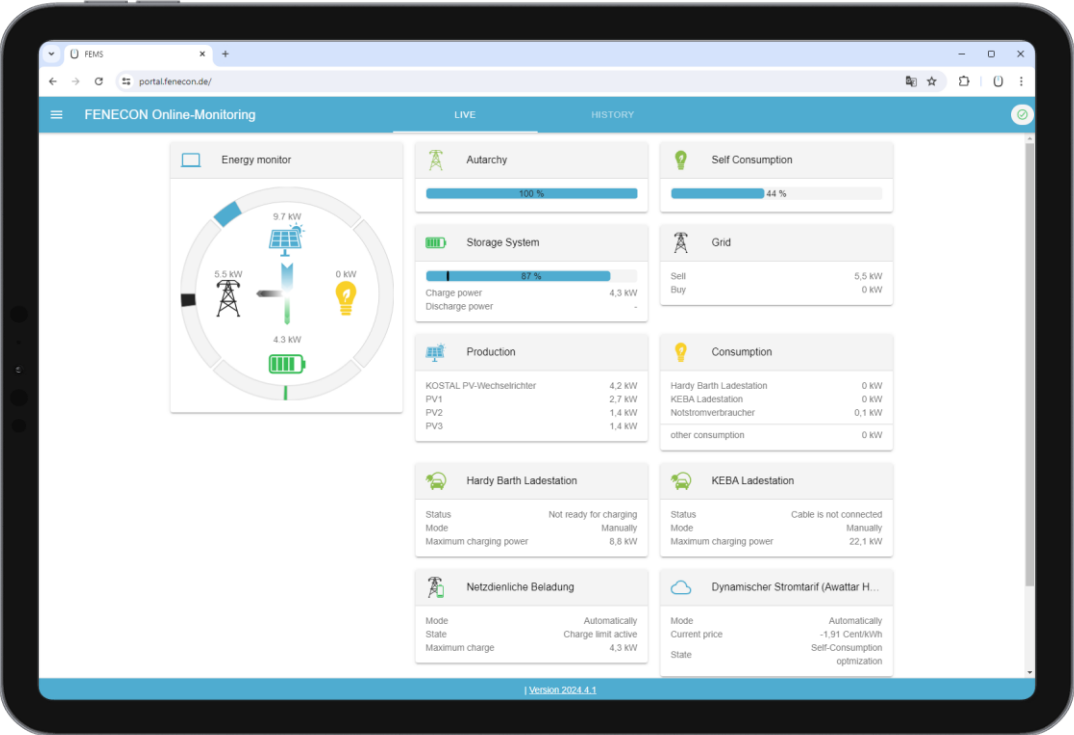 FEMS
portal.fenecon.de/
FENECON Online-Monitoring
LIVE
HISTORY
Energy monitor
9.7 kW
5.5 kW
0 kW
4.3 kW
Autarchy
100 %
Self Consumption
44 %
Storage System
87 %
Charge power 4,3 kW
Discharge power -
Grid
Sell 5,5 kW
Buy 0 kW
Production
KOSTAL PV-Wechselrichter 4,2 kW
PV1 2,7 kW
PV2 1,4 kW
PV3 1,4 kW
Consumption
Hardy Barth Ladestation 0 kW
KEBA Ladestation 0 kW
Notstromverbraucher 0,1 kW
other consumption 0 kW
Hardy Barth Ladestation
Status Not ready for charging
Mode Manually
Maximum charging power 8,8 kW
KEBA Ladestation
Status Cable is not connected
Mode Manually
Maximum charging power 22,1 kW
Netzdienliche Beladung
Mode Automatically
State Charge limit active
Maximum charge 4,3 kW
Dynamischer Stromtarif (Awattar H...
Mode Automatically
Current price -1,91 Cent/kWh
State Self-Consumption
optmization
| Version 2024.4.1